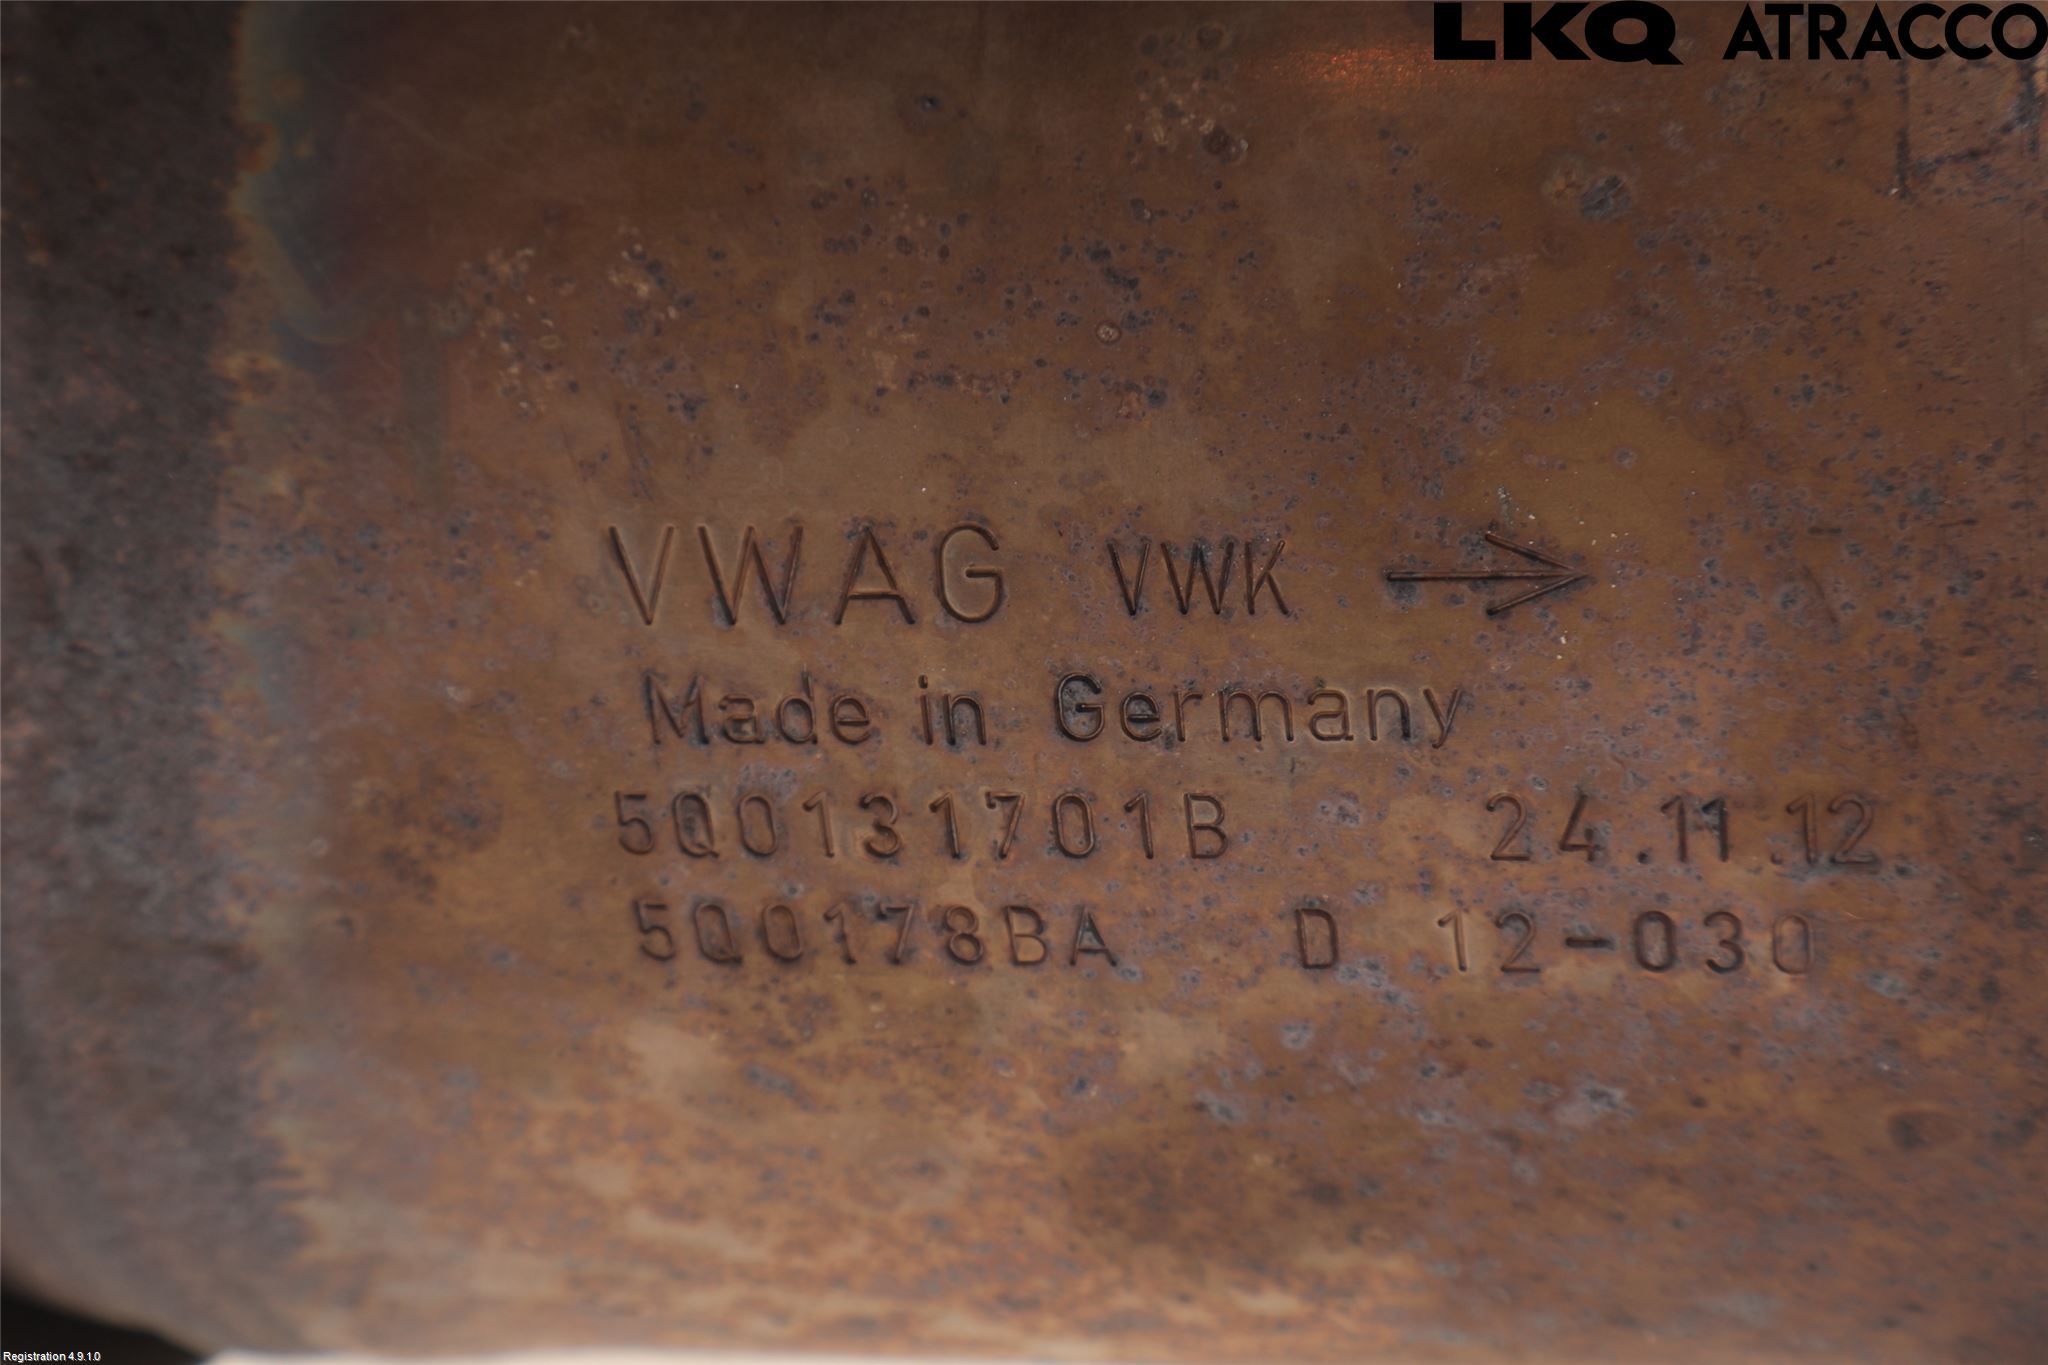 LKQ ATRACCO
VWAG VWK →
Made in Germany
5Q0131701B 24.11.12
5Q0178BA D 12-030
Registration 4.9.1.0